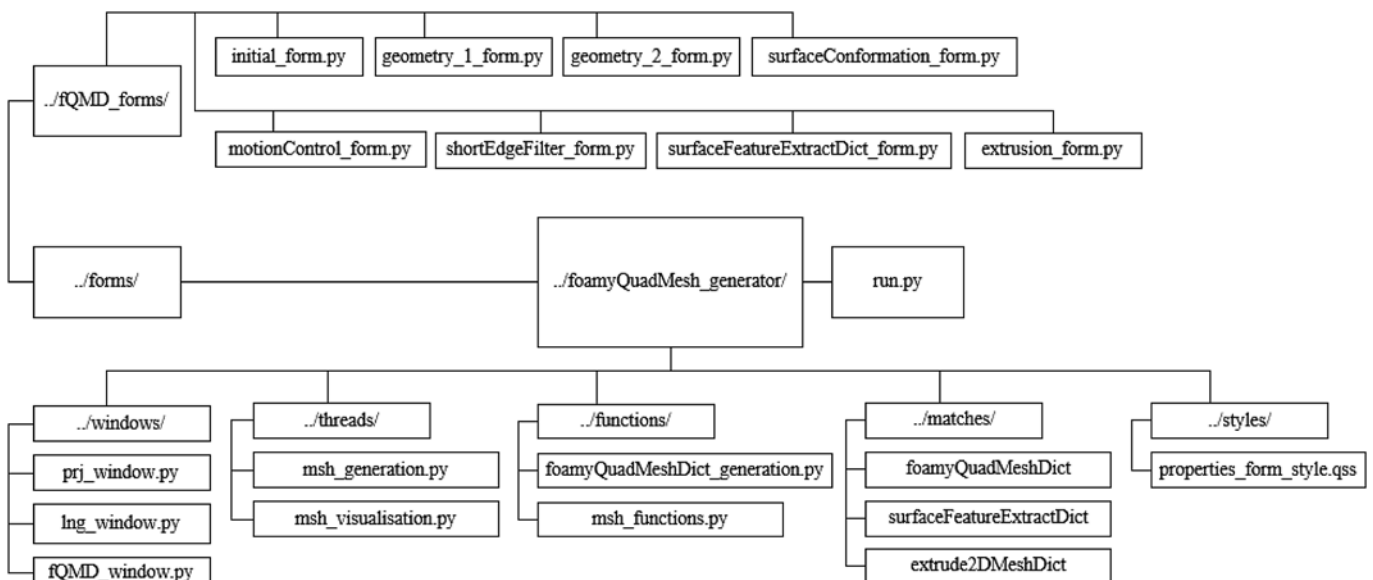 initial_form.py
geometry_1_form.py
geometry_2_form.py
surfaceConformation_form.py
../fQMD_forms/
motionControl_form.py
shortEdgeFilter_form.py
surfaceFeatureExtractDict_form.py
extrusion_form.py
../forms/
../foamyQuadMesh_generator/
run.py
../windows/
../threads/
../functions/
../matches/
../styles/
prj_window.py
msh_generation.py
foamyQuadMeshDict_generation.py
foamyQuadMeshDict
properties_form_style.qss
lng_window.py
msh_visualisation.py
msh_functions.py
surfaceFeatureExtractDict
fQMD_window.py
extrude2DMeshDict